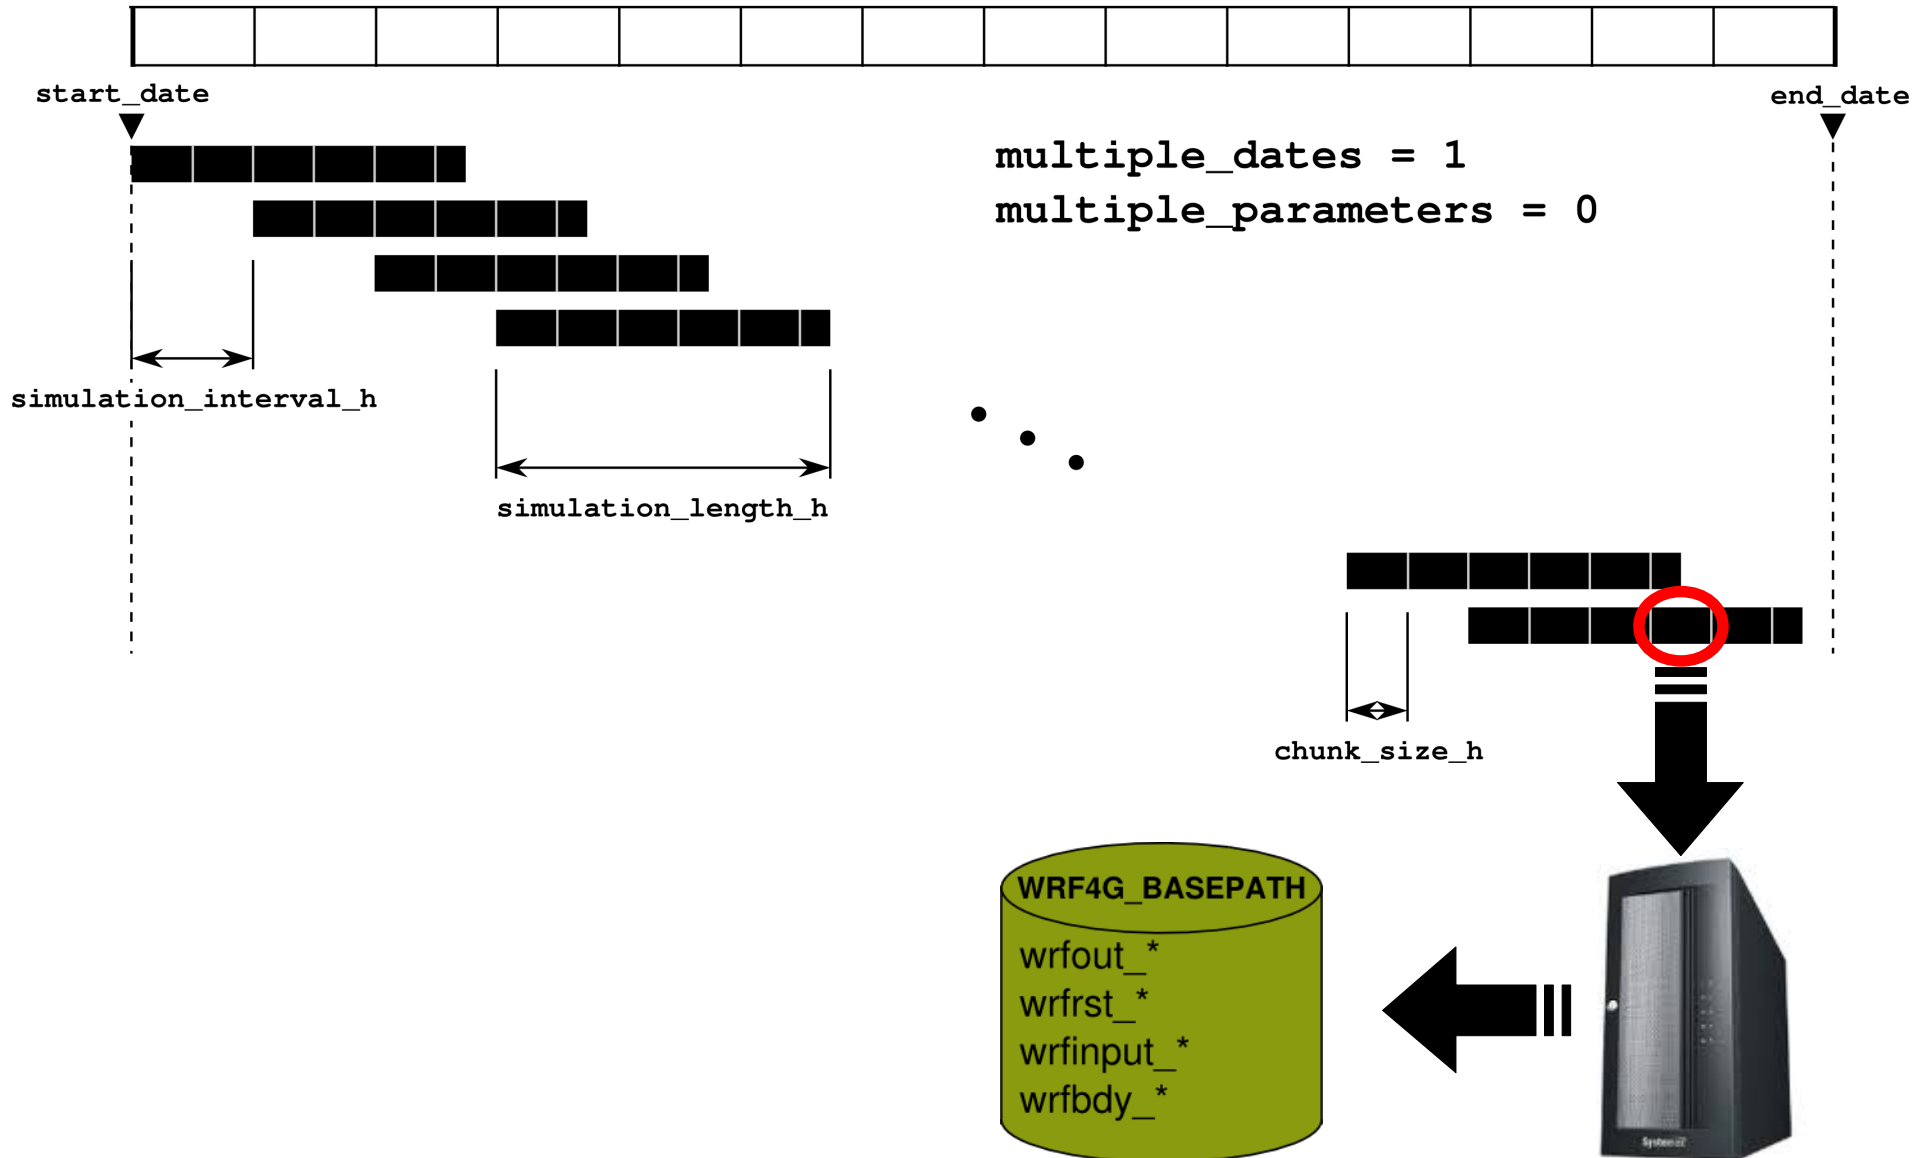 start_date
end_date
multiple_dates = 1
multiple_parameters = 0
simulation_interval_h
simulation_length_h
chunk_size_h
WRF4G_BASEPATH
wrfout_*
wrfrst_*
wrfinput_*
wrfbdy_*